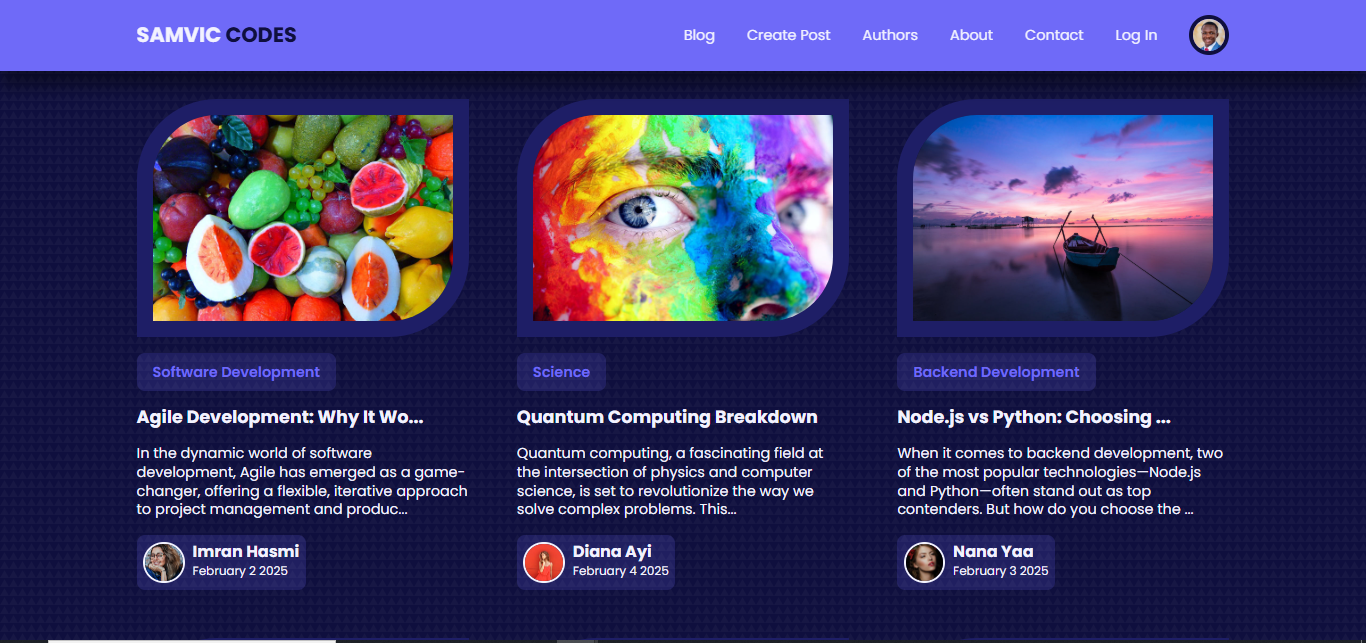 SAMVIC CODES
Blog Create Post Authors About Contact Log In
Software Development
Agile Development: Why It Wo...
In the dynamic world of software
development, Agile has emerged as a game-
changer, offering a flexible, iterative approach
to project management and produc...
Imran Hasmi
February 2 2025
Science
Quantum Computing Breakdown
Quantum computing, a fascinating field at
the intersection of physics and computer
science, is set to revolutionize the way we
solve complex problems. This...
Diana Ayi
February 4 2025
Backend Development
Node.js vs Python: Choosing ...
When it comes to backend development, two
of the most popular technologies—Node.js
and Python—often stand out as top
contenders. But how do you choose the ...
Nana Yaa
February 3 2025